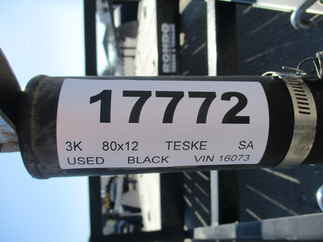 17772
3K 80x12 TESKE SA
USED BLACK VIN 16073